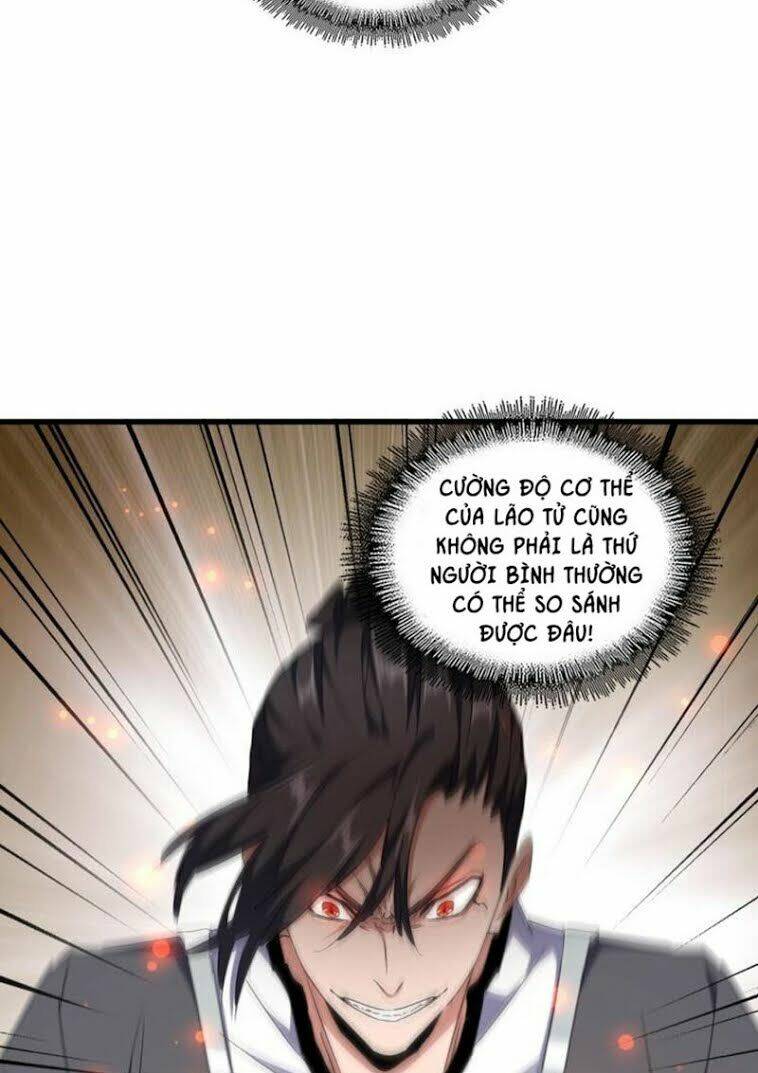 CƯỜNG ĐỘ CƠ THỂ
CỦA LÃO TỬ CŨNG
KHÔNG PHẢI LÀ THỨ
NGƯỜI BÌNH THƯỜNG
CÓ THỂ SO SÁNH
ĐƯỢC ĐÂU!